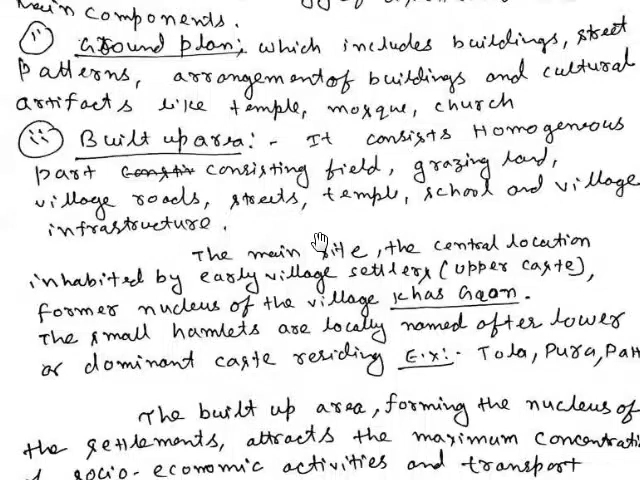 main components.
i) Ground plan; which includes buildings, street
patterns, arrangement of buildings and cultural
artifacts like temple, mosque, church
ii) Built up area:- It consists Homogeneous
part consisting field, grazing land,
village roads, streets, temple, school and village
infrastructure.
The main site, the central location
inhabited by early village settlers (upper caste),
former nucleus of the village Khas Gaon.
The small hamlets are locally named after lower
or dominant caste residing Ex:- Tola, Pura, Patt
The built up area, forming the nucleus of
the settlements, attracts the maximum concentrati
of socio-economic activities and transport